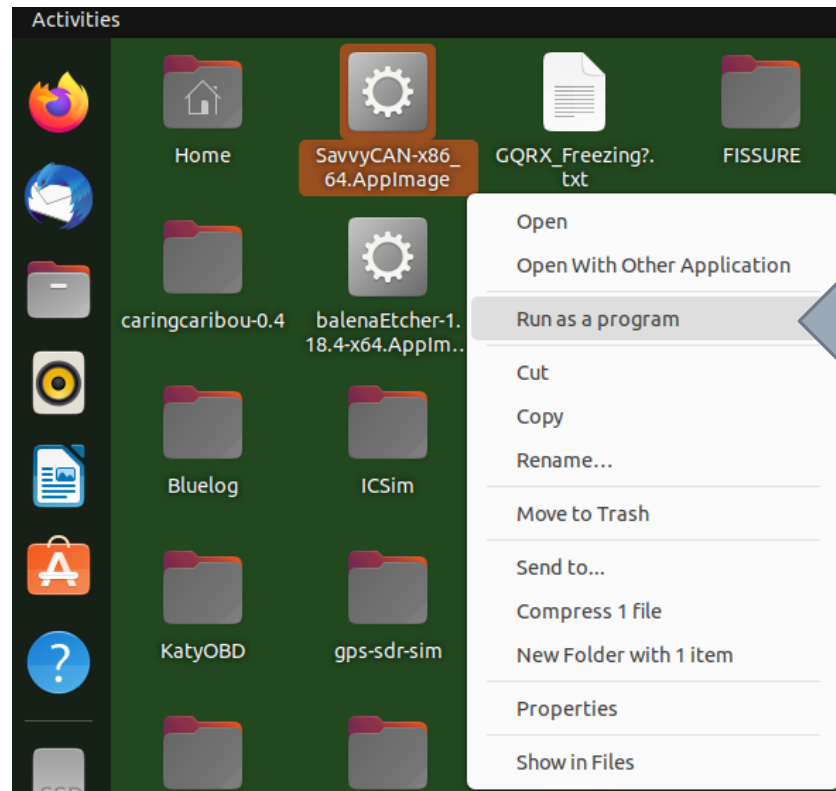 Activities
Home
SavvyCAN-x86_
64.AppImage
GQRX_Freezing?.
txt
FISSURE
caringcaribou-0.4
balenaEtcher-1.
18.4-x64.AppIm...
Bluelog
ICSim
KatyOBD
gps-sdr-sim
Open
Open With Other Application
Run as a program
Cut
Copy
Rename...
Move to Trash
Send to...
Compress 1 file
New Folder with 1 item
Properties
Show in Files